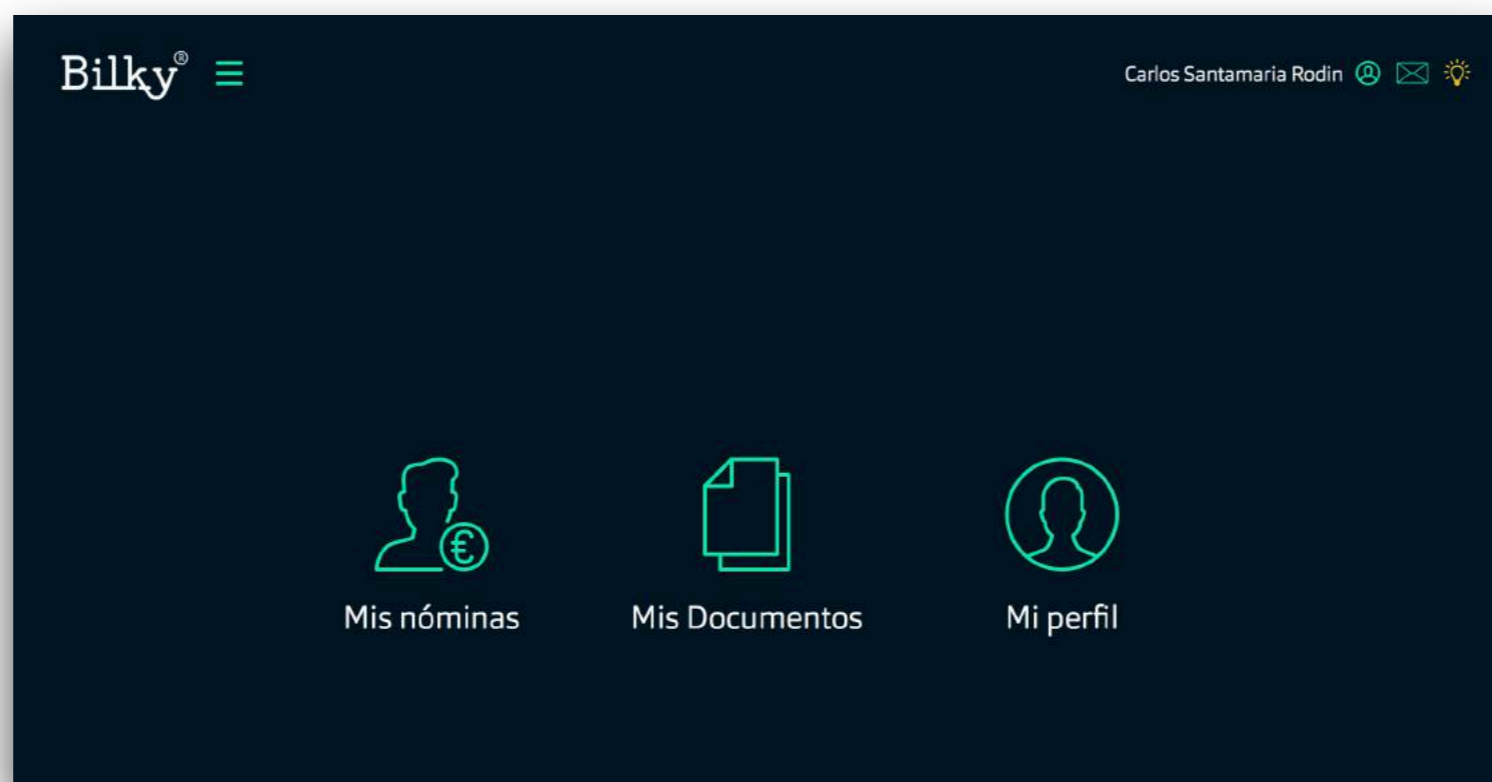 Bilky®
Carlos Santamaria Rodin
€
Mis nóminas
Mis Documentos
Mi perfil